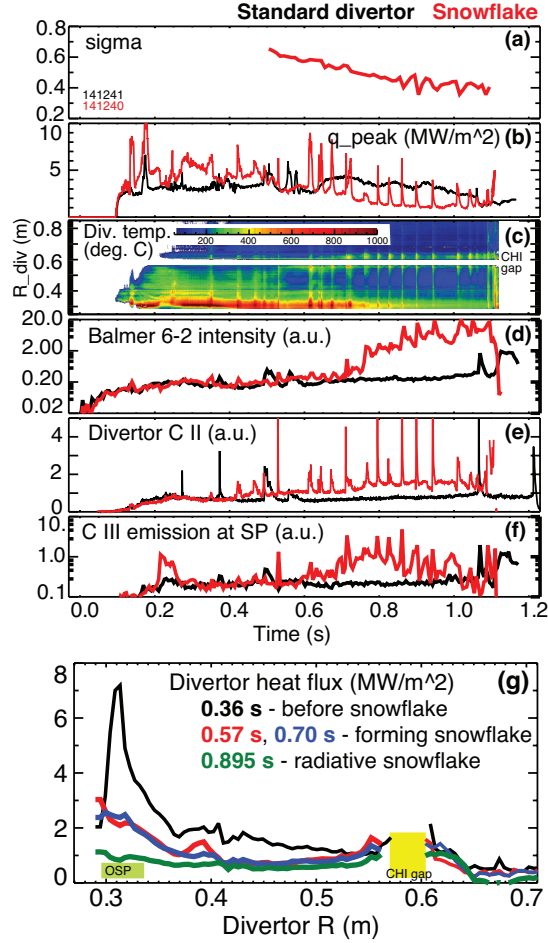 Standard divertor Snowflake
0.8 sigma (a)
0.6
0.4
141241
0.2 141240
10 q_peak (MW/m^2) (b)
5
0.8 Div. temp. (deg. C) 200 400 600 800 1000 (c)
R_div (m)
0.6 CHI gap
0.4
20.0 Balmer 6-2 intensity (a.u.) (d)
2.00
0.20
0.02
Divertor C II (a.u.) (e)
4
2
0
10.0 C III emission at SP (a.u.) (f)
1.0
0.1
0.0 0.2 0.4 0.6 0.8 1.0 1.2
Time (s)
8 Divertor heat flux (MW/m^2) (g)
0.36 s - before snowflake
6 0.57 s, 0.70 s - forming snowflake
0.895 s - radiative snowflake
4
2
0 OSP CHI gap
0.3 0.4 0.5 0.6 0.7
Divertor R (m)